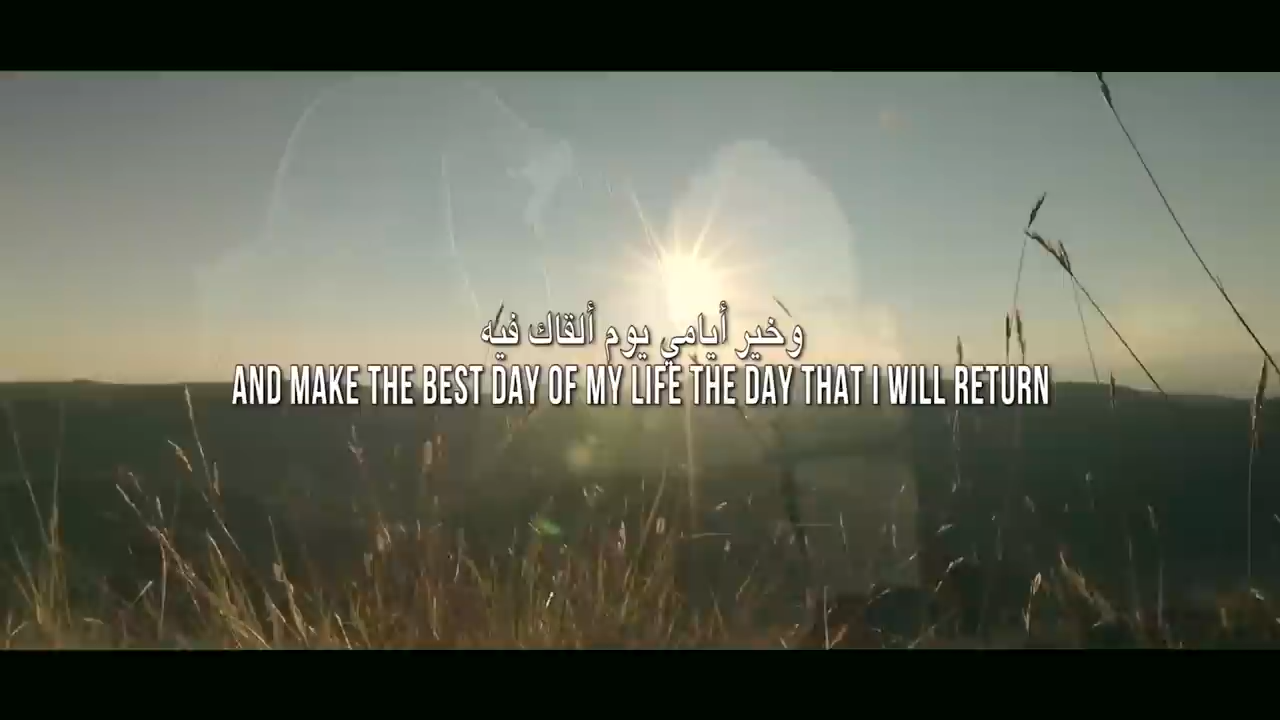 وخير أيامي يوم ألقاك فيه
AND MAKE THE BEST DAY OF MY LIFE THE DAY THAT I WILL RETURN